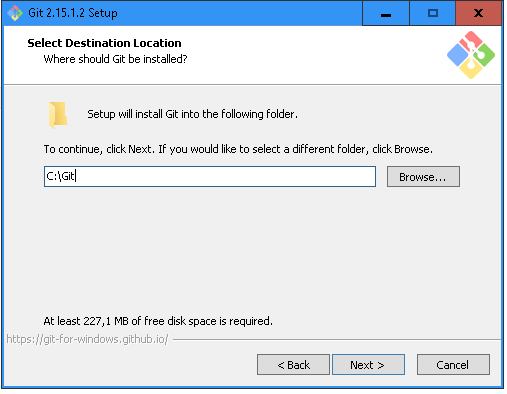 Git 2.15.1.2 Setup
Select Destination Location
Where should Git be installed?
Setup will install Git into the following folder.
To continue, click Next. If you would like to select a different folder, click Browse.
C:\Git
Browse...
At least 227,1 MB of free disk space is required.
https://git-for-windows.github.io/
< Back
Next >
Cancel